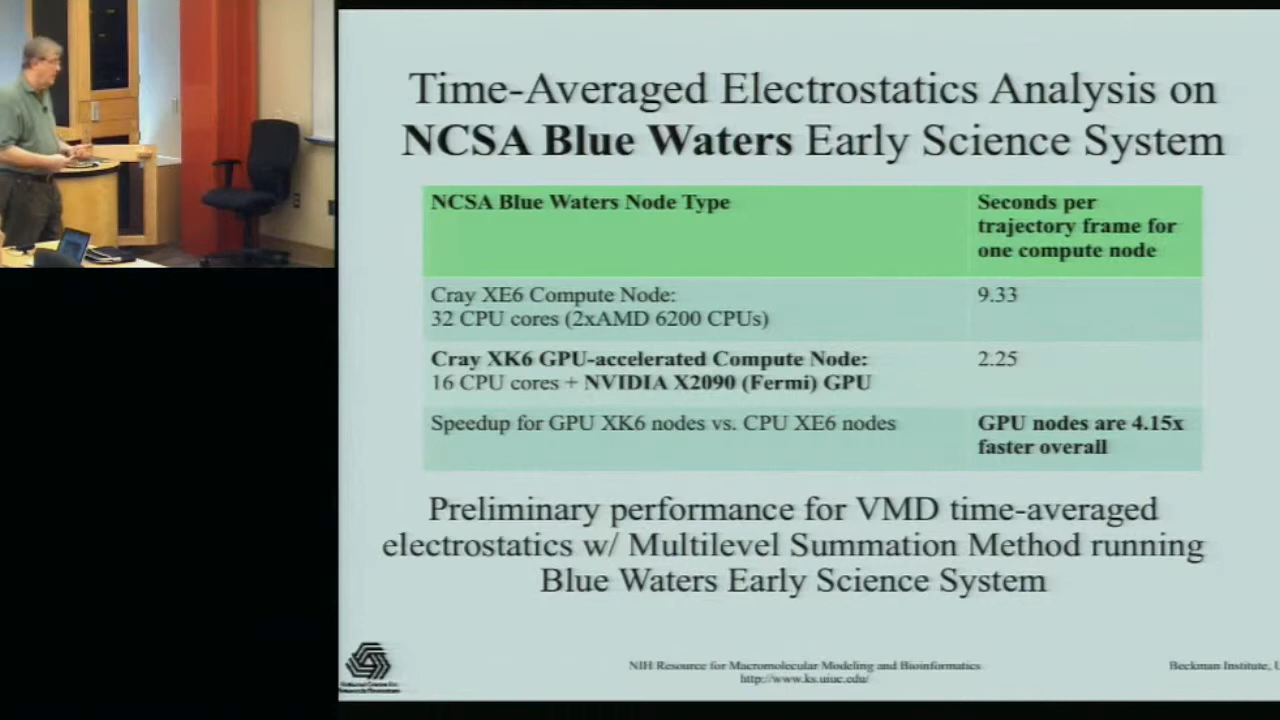 Time-Averaged Electrostatics Analysis on
NCSA Blue Waters Early Science System
NCSA Blue Waters Node Type
Seconds per
trajectory frame for
one compute node
Cray XE6 Compute Node:
32 CPU cores (2xAMD 6200 CPUs)
9.33
Cray XK6 GPU-accelerated Compute Node:
16 CPU cores + NVIDIA X2090 (Fermi) GPU
2.25
Speedup for GPU XK6 nodes vs. CPU XE6 nodes
GPU nodes are 4.15x
faster overall
Preliminary performance for VMD time-averaged
electrostatics w/ Multilevel Summation Method running
Blue Waters Early Science System
NIH Resource for Macromolecular Modeling and Bioinformatics
http://www.ks.uiuc.edu/
Beckman Institute, U